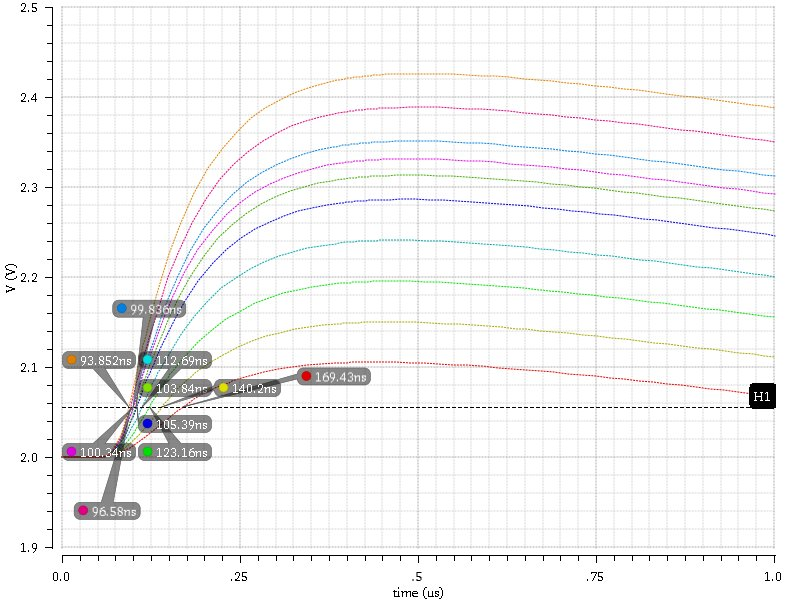 2.5
2.4
2.3
2.2
2.1
2.0
1.9
V (V)
99.836ns
93.852ns
112.69ns
103.84ns
140.2ns
169.43ns
H1
105.39ns
100.34ns
123.16ns
96.58ns
0.0
.25
.5
.75
1.0
time (us)